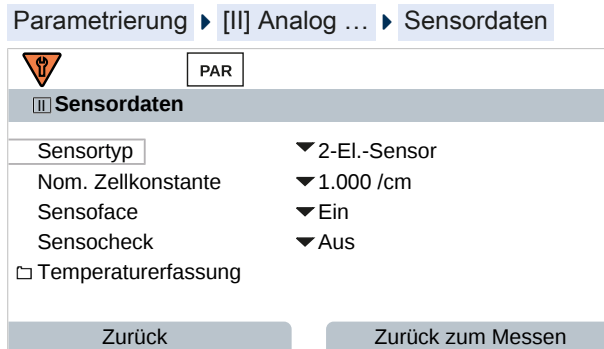 Parametrierung ▸ [II] Analog … ▸ Sensordaten
PAR
II Sensordaten
Sensortyp 2-El.-Sensor
Nom. Zellkonstante 1.000 /cm
Sensoface Ein
Sensocheck Aus
Temperaturerfassung
Zurück Zurück zum Messen